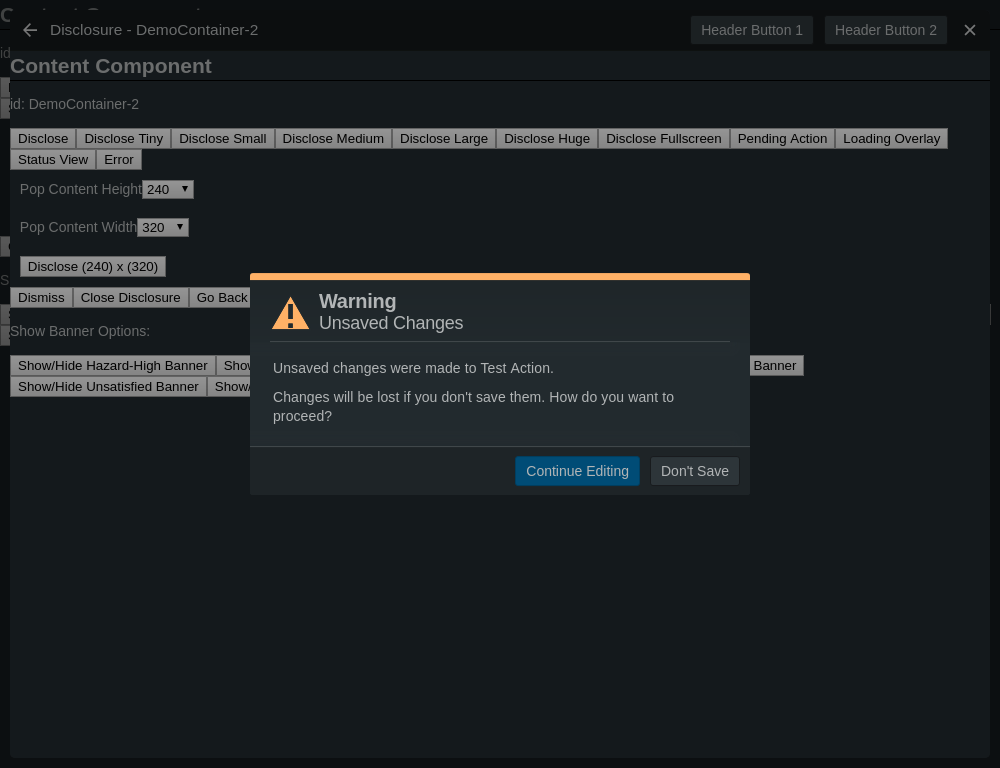 Disclosure - DemoContainer-2
Header Button 1
Header Button 2
Content Component
id: DemoContainer-2
Disclose Disclose Tiny Disclose Small Disclose Medium Disclose Large Disclose Huge Disclose Fullscreen Pending Action Loading Overlay
Status View Error
Pop Content Height 240
Pop Content Width 320
Disclose (240) x (320)
Dismiss Close Disclosure Go Back
Show Banner Options:
Show/Hide Hazard-High Banner Banner
Show/Hide Unsatisfied Banner
Warning
Unsaved Changes
Unsaved changes were made to Test Action.
Changes will be lost if you don't save them. How do you want to
proceed?
Continue Editing
Don't Save